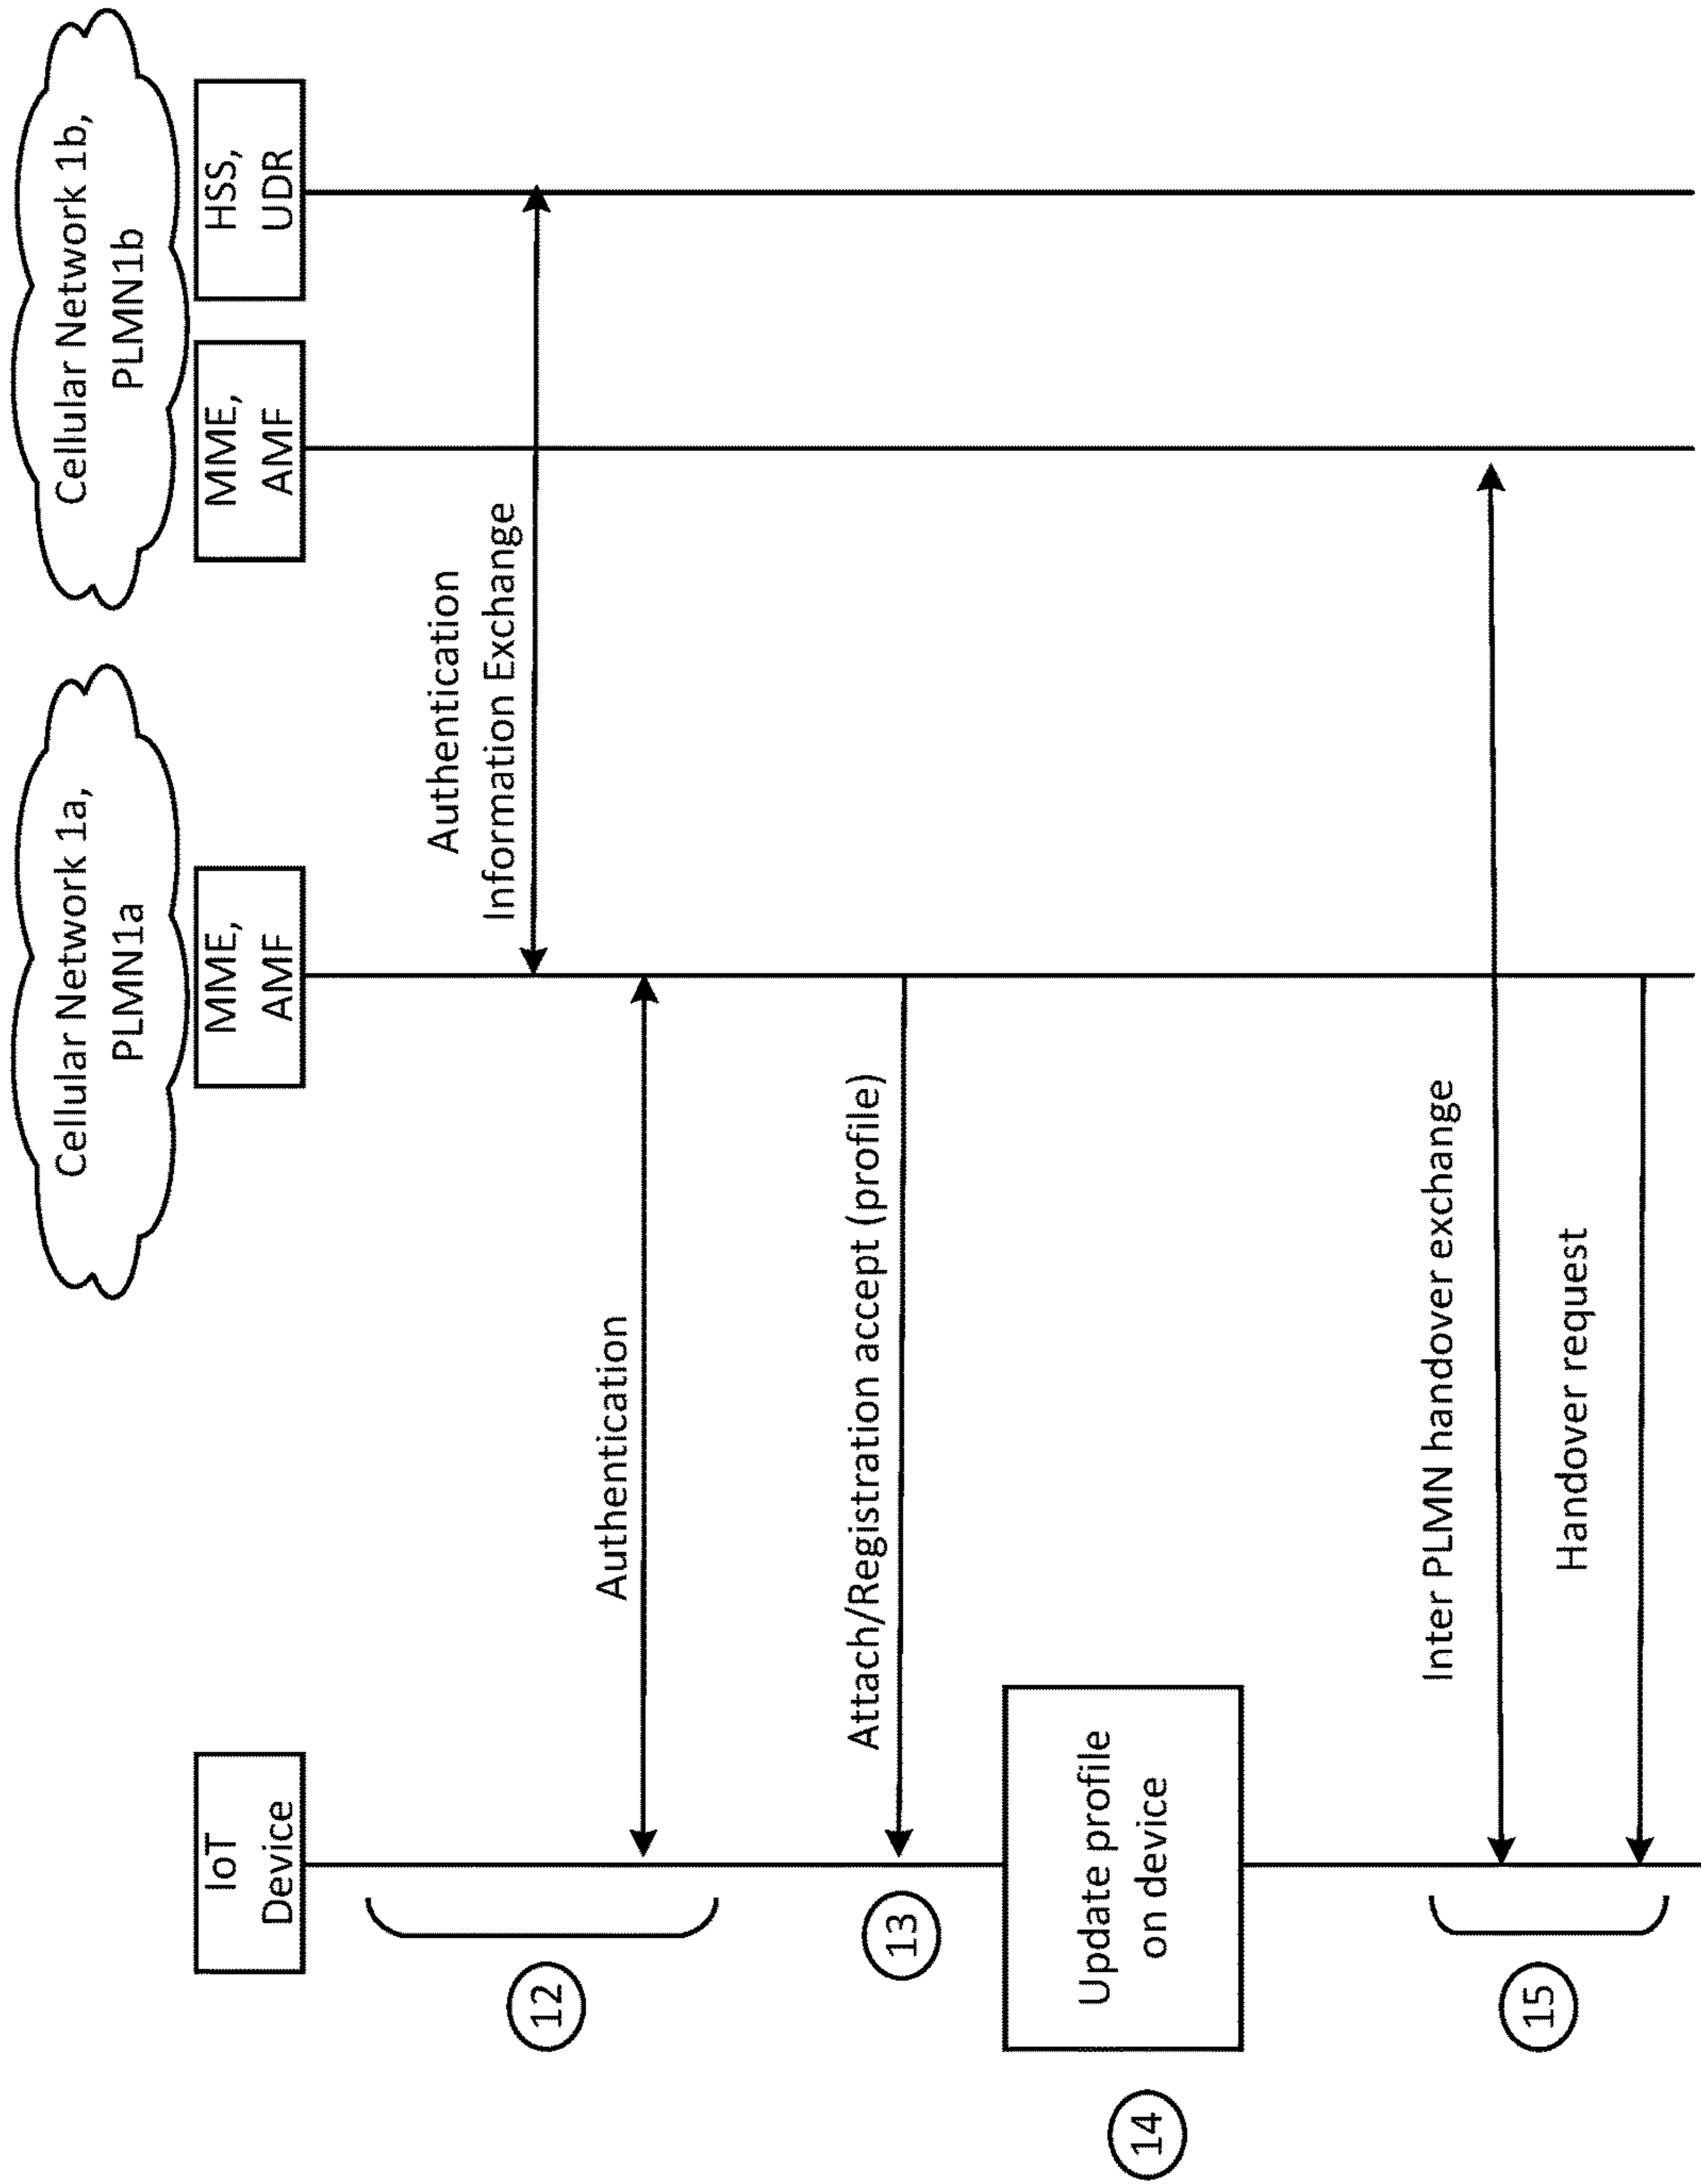 IoT
Device
Cellular Network 1a,
PLMN1a
MME,
AMF
Cellular Network 1b,
PLMN1b
MME,
AMF
HSS,
UDR
12
Authentication
Information Exchange
Authentication
13
Attach/Registration accept (profile)
14
Update profile
on device
15
Inter PLMN handover exchange
Handover request